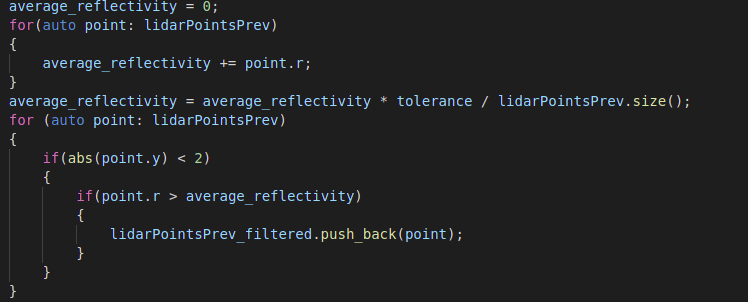 average_reflectivity = 0;
for(auto point: lidarPointsPrev)
{
    average_reflectivity += point.r;
}
average_reflectivity = average_reflectivity * tolerance / lidarPointsPrev.size();
for (auto point: lidarPointsPrev)
{
    if(abs(point.y) < 2)
    {
        if(point.r > average_reflectivity)
        {
            lidarPointsPrev_filtered.push_back(point);
        }
    }
}